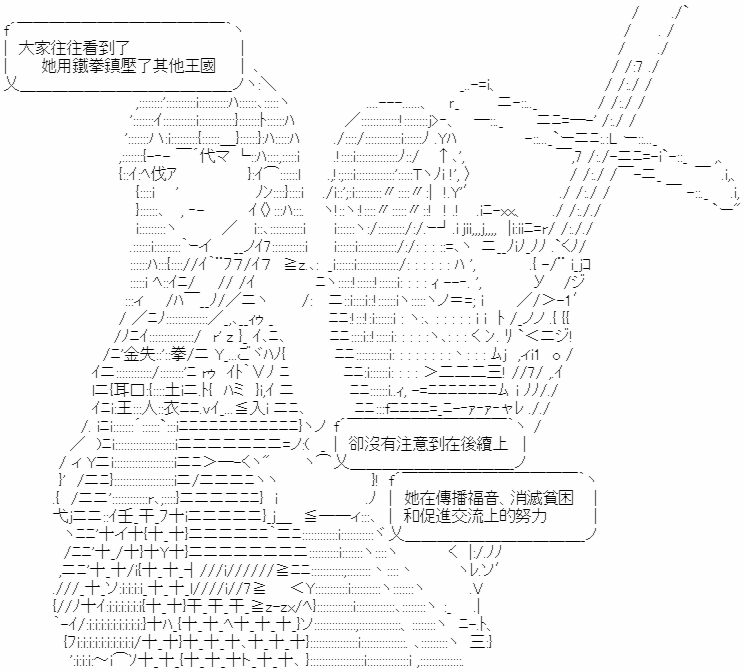 大家往往看到了
她用鐵拳鎮壓了其他王國
卻沒有注意到在後續上
她在傳播福音、消滅貧困
和促進交流上的努力